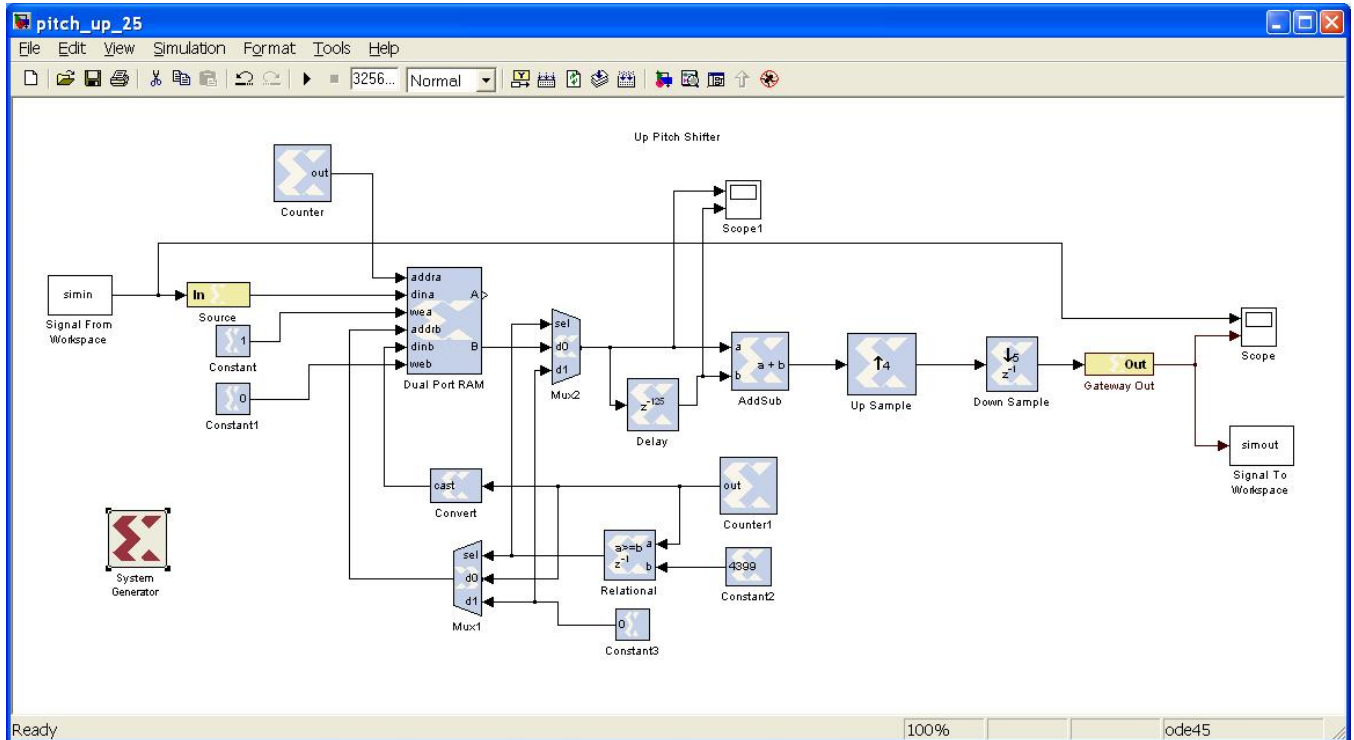 pitch_up_25
File Edit View Simulation Format Tools Help
3256... Normal
Up Pitch Shifter
out
Counter
Scope1
simin
Signal From
Workspace
In
Source
1
Constant
0
Constant1
addra
dina A
wea
addrb
dinb B
web
Dual Port RAM
sel
d0
d1
Mux2
z-125
Delay
a
b
a + b
AddSub
↑4
Up Sample
↓5
z-1
Down Sample
Out
Gateway Out
Scope
simout
Signal To
Workspace
cast
Convert
out
Counter1
sel
d0
d1
Mux1
a>=b a
z-1 b
Relational
4399
Constant2
0
Constant3
System
Generator
Ready 100% ode45